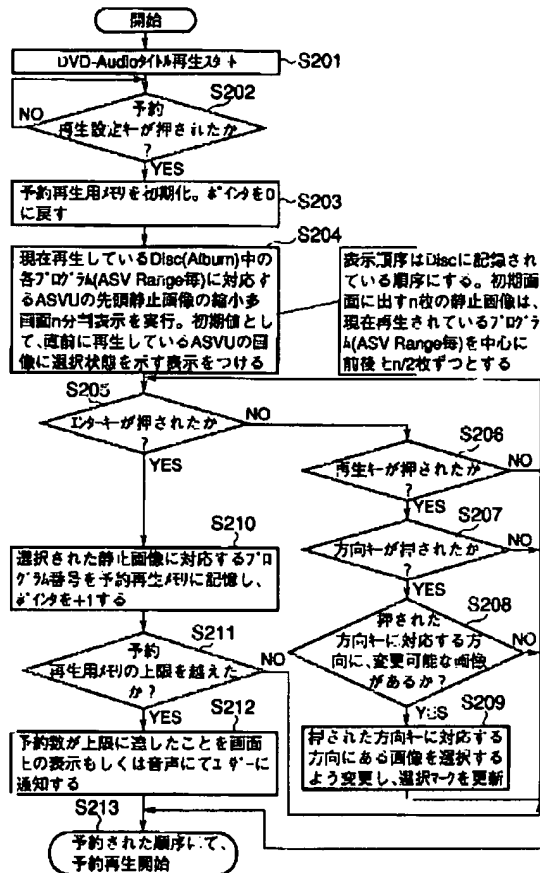 開始
DVD-Audioタイトル再生スタート
S201
S202
予約
再生設定キーが押されたか
?
NO
YES
予約再生用メモリを初期化。ポインタを0
に戻す
S203
S204
現在再生しているDisc(Album)中の
各プログラム(ASV Range毎)に対応す
るASVUの先頭静止画像の縮小多
画面n分割表示を実行。初期値とし
て、直前に再生しているASVUの画
像に選択状態を示す表示をつける
表示順序はDiscに記録され
ている順序にする。初期画
面に出すn枚の静止画像は、
現在再生されているプログラ
ム(ASV Range毎)を中心に
前後 n/2枚ずつとする
S205
エンターキーが押されたか
?
NO
YES
S206
再生キーが押されたか
?
NO
YES
S207
方向キーが押されたか
?
NO
YES
S208
押された
方向キーに対応する方
向に、変更可能な画像
があるか?
NO
YES
S209
押された方向キーに対応する
方向にある画像を選択する
よう変更し、選択マークを更新
S210
選択された静止画像に対応するプロ
グラム番号を予約再生メモリに記憶し、
ポインタを+1する
S211
予約
再生用メモリの上限を越えた
か?
NO
YES
S212
予約数が上限に達したことを画面
上の表示もしくは音声にてユーザーに
通知する
S213
予約された順序にて、
予約再生開始